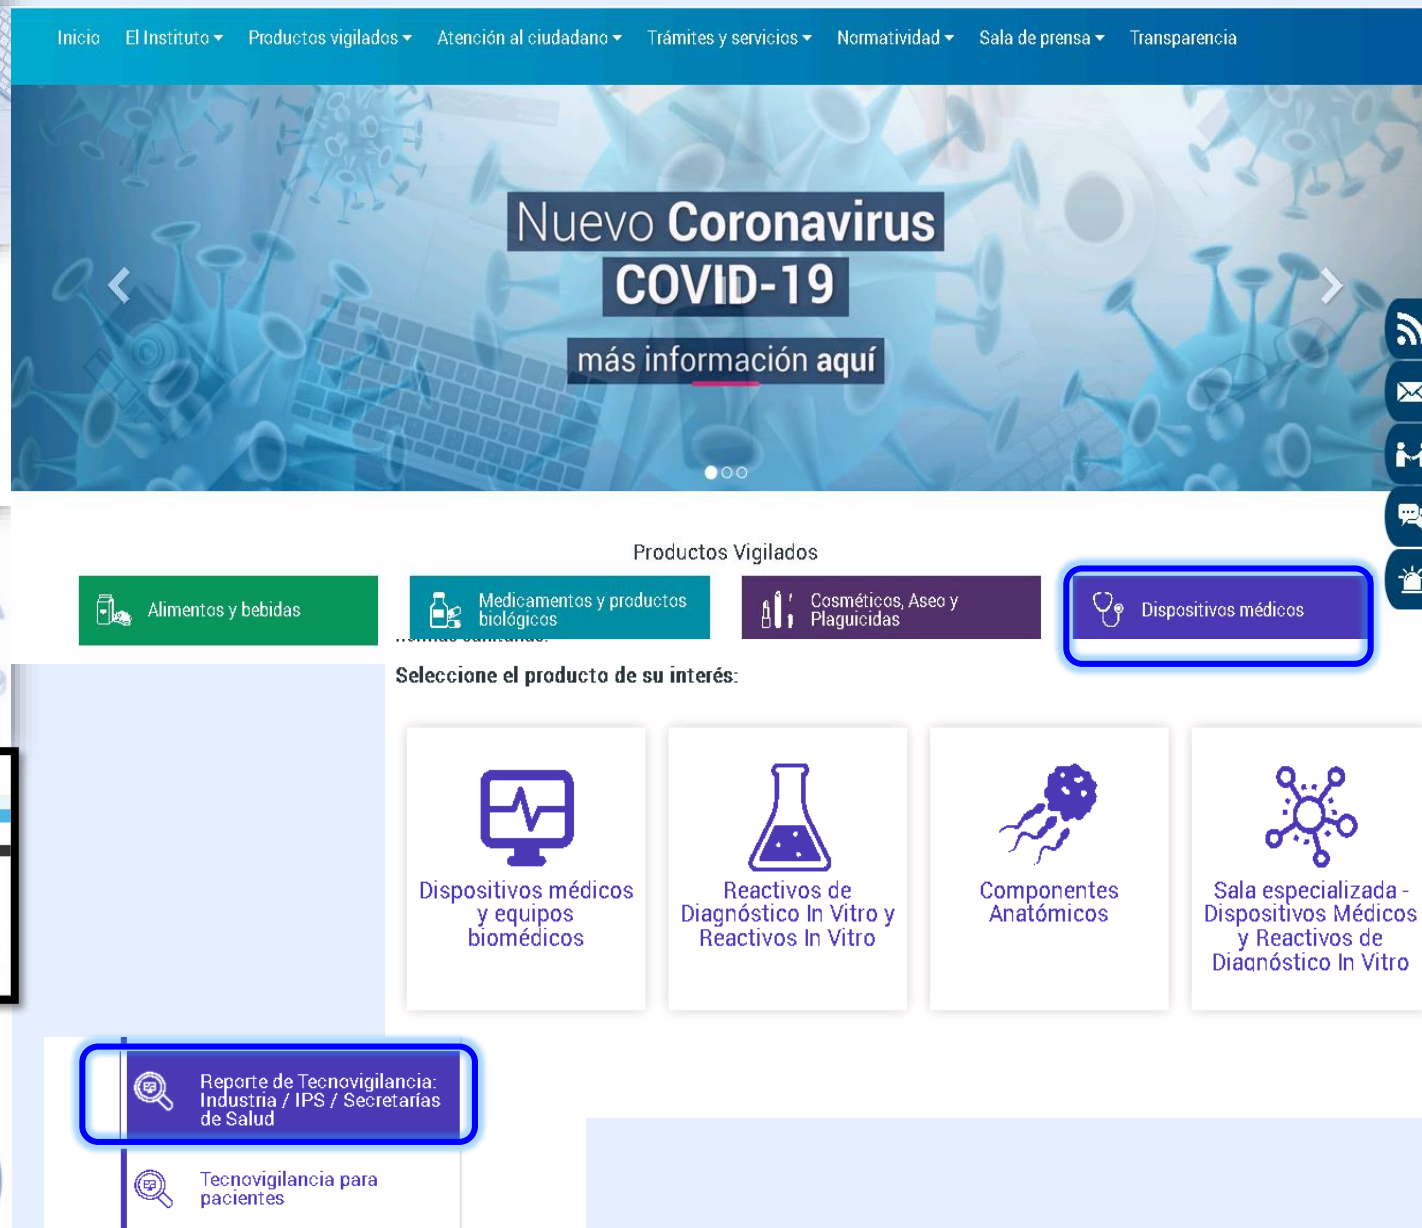 Inicio El Instituto Productos vigilados Atención al ciudadano Trámites y servicios Normatividad Sala de prensa Transparencia
Nuevo Coronavirus
COVID-19
más información aquí
Productos Vigilados
Alimentos y bebidas
Medicamentos y productos
biológicos
Cosméticos, Aseo y
Plaguicidas
Dispositivos médicos
normas sanitarias.
Seleccione el producto de su interés:
Dispositivos médicos
y equipos
biomédicos
Reactivos de
Diagnóstico In Vitro y
Reactivos In Vitro
Componentes
Anatómicos
Sala especializada -
Dispositivos Médicos
y Reactivos de
Diagnóstico In Vitro
Reporte de Tecnovigilancia:
Industria / IPS / Secretarías
de Salud
Tecnovigilancia para
pacientes